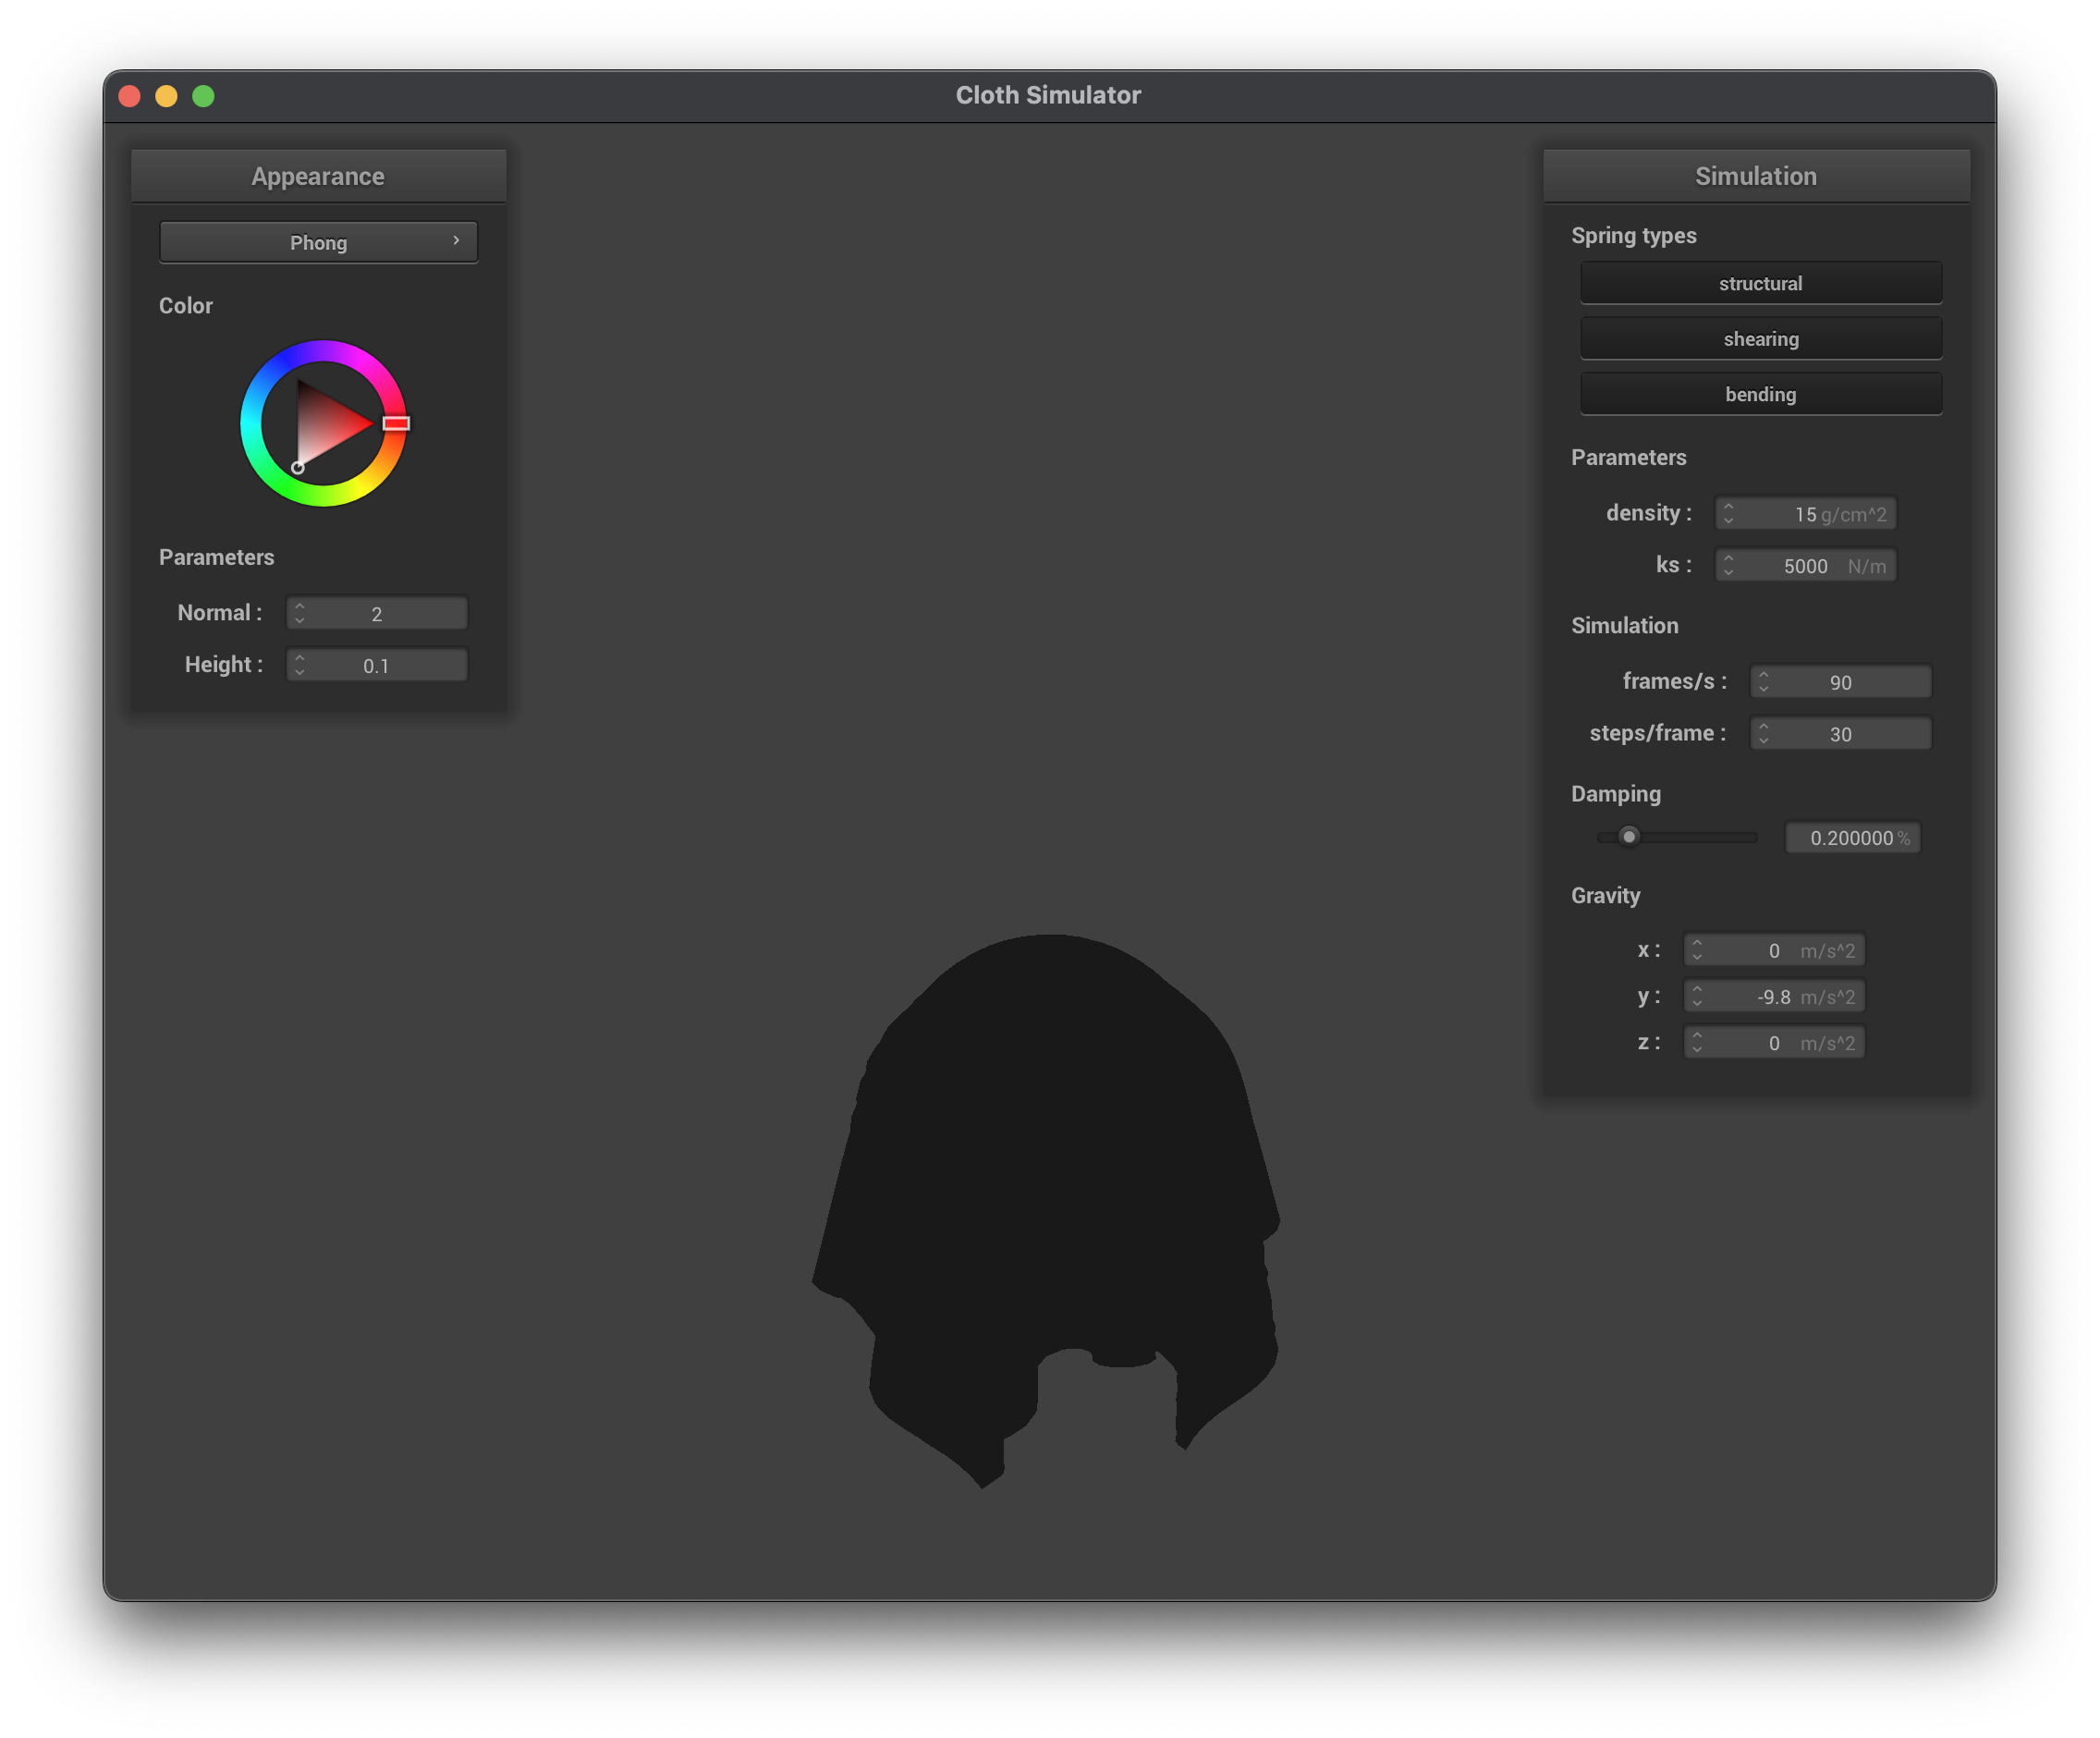 Cloth Simulator
Appearance
Phong
Color
Parameters
Normal : 2
Height : 0.1
Simulation
Spring types
structural
shearing
bending
Parameters
density : 15 g/cm^2
ks : 5000 N/m
Simulation
frames/s : 90
steps/frame : 30
Damping
0.200000 %
Gravity
x : 0 m/s^2
y : -9.8 m/s^2
z : 0 m/s^2